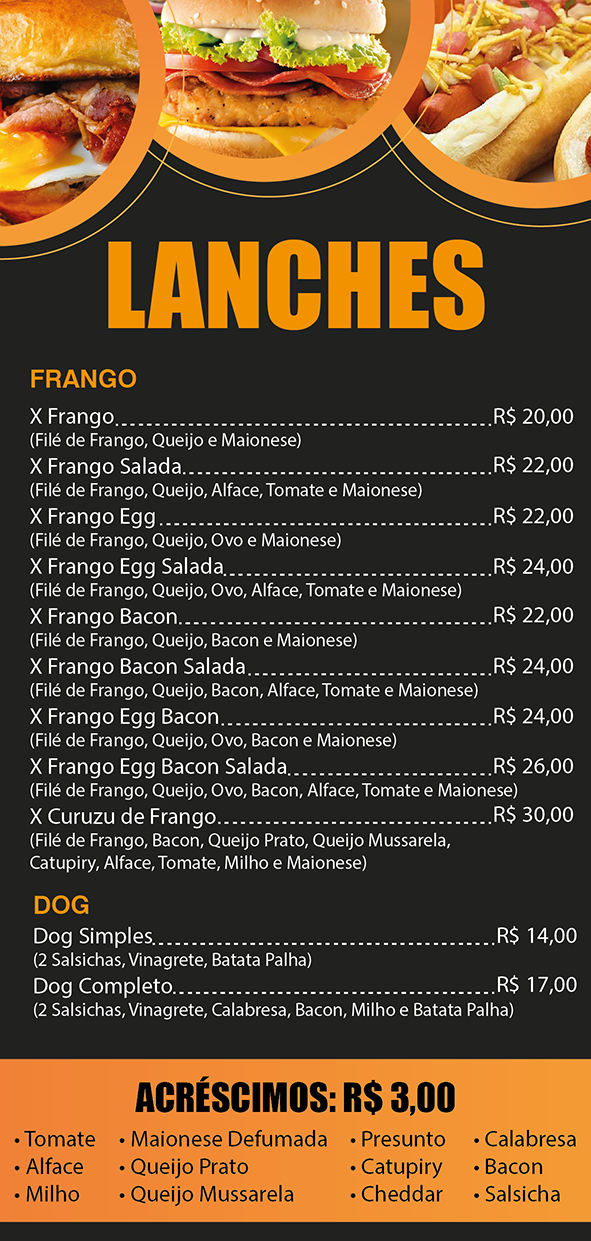 LANCHES
FRANGO
X Frango R$ 20,00
(Filé de Frango, Queijo e Maionese)
X Frango Salada R$ 22,00
(Filé de Frango, Queijo, Alface, Tomate e Maionese)
X Frango Egg R$ 22,00
(Filé de Frango, Queijo, Ovo e Maionese)
X Frango Egg Salada R$ 24,00
(Filé de Frango, Queijo, Ovo, Alface, Tomate e Maionese)
X Frango Bacon R$ 22,00
(Filé de Frango, Queijo, Bacon e Maionese)
X Frango Bacon Salada R$ 24,00
(Filé de Frango, Queijo, Bacon, Alface, Tomate e Maionese)
X Frango Egg Bacon R$ 24,00
(Filé de Frango, Queijo, Ovo, Bacon e Maionese)
X Frango Egg Bacon Salada R$ 26,00
(Filé de Frango, Queijo, Ovo, Bacon, Alface, Tomate e Maionese)
X Curuzu de Frango R$ 30,00
(Filé de Frango, Bacon, Queijo Prato, Queijo Mussarela,
Catupiry, Alface, Tomate, Milho e Maionese)
DOG
Dog Simples R$ 14,00
(2 Salsichas, Vinagrete, Batata Palha)
Dog Completo R$ 17,00
(2 Salsichas, Vinagrete, Calabresa, Bacon, Milho e Batata Palha)
ACRÉSCIMOS: R$ 3,00
• Tomate • Maionese Defumada • Presunto • Calabresa
• Alface • Queijo Prato • Catupiry • Bacon
• Milho • Queijo Mussarela • Cheddar • Salsicha